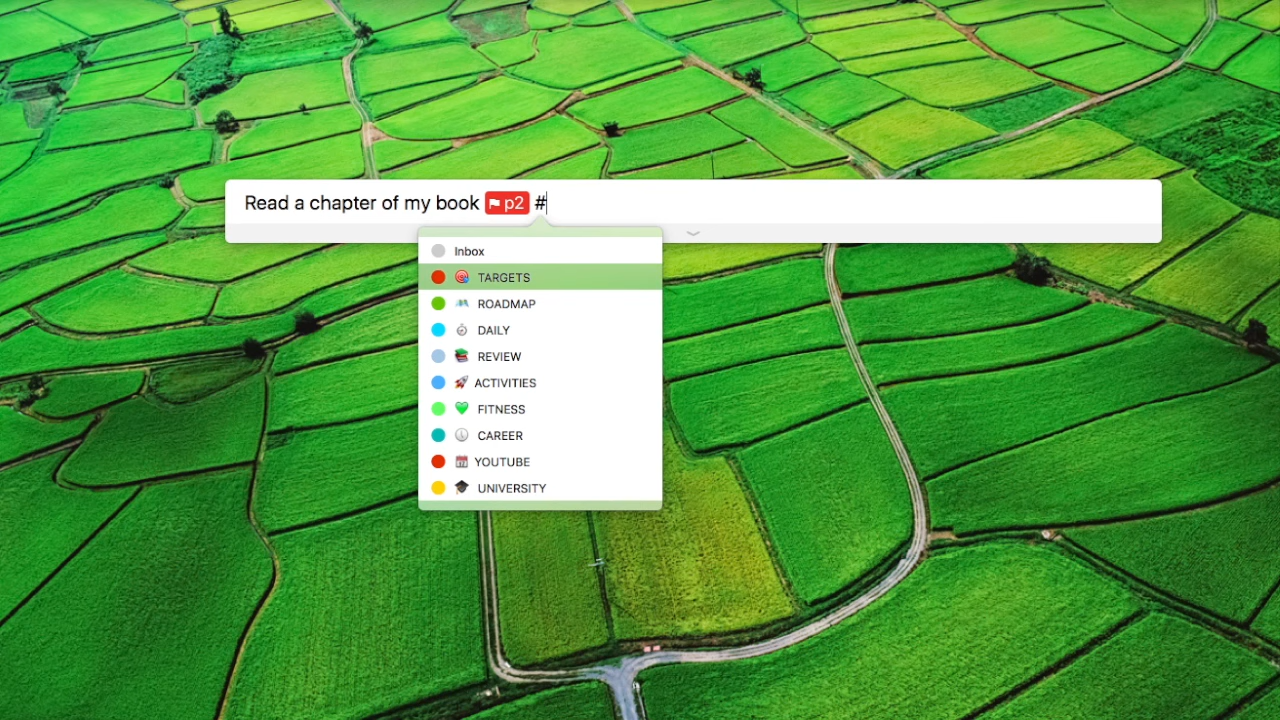 Read a chapter of my book p2 #
Inbox
TARGETS
ROADMAP
DAILY
REVIEW
ACTIVITIES
FITNESS
CAREER
YOUTUBE
UNIVERSITY